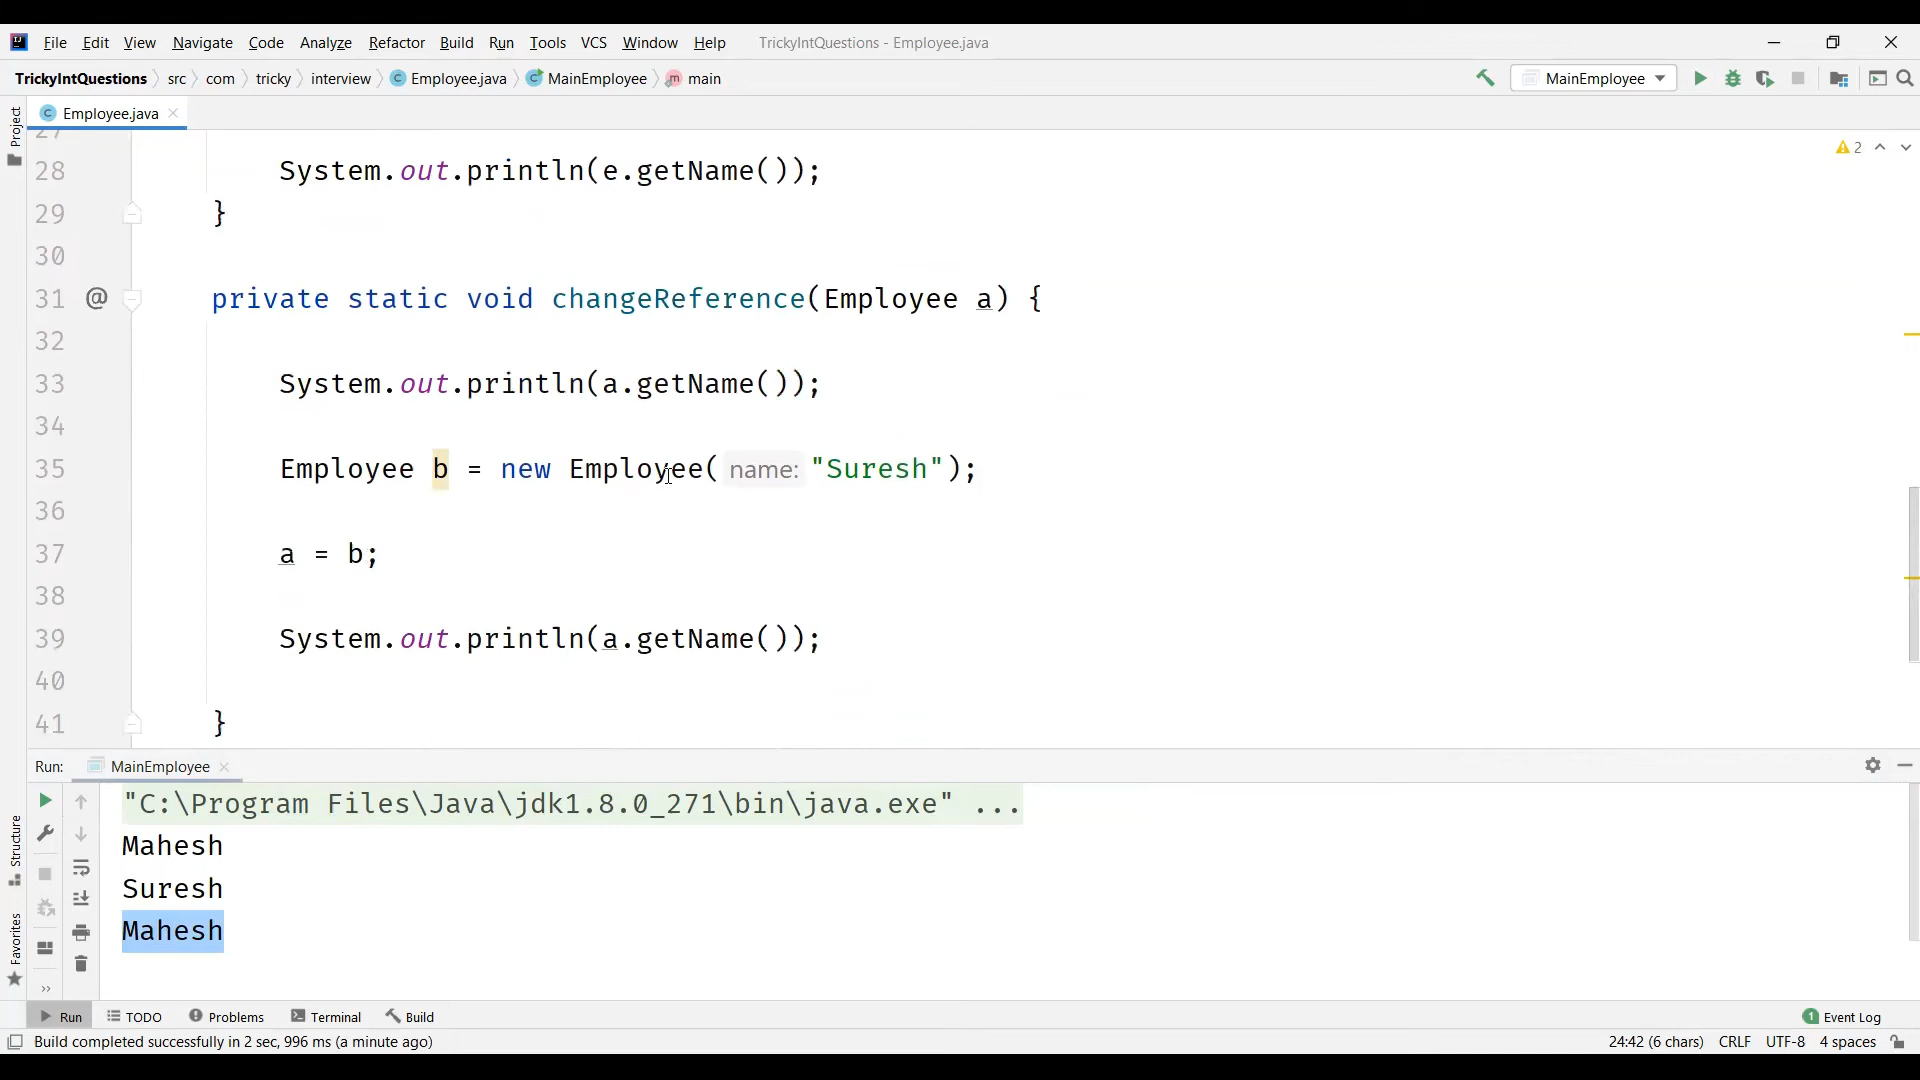 File Edit View Navigate Code Analyze Refactor Build Run Tools VCS Window Help TrickyIntQuestions - Employee.java
TrickyIntQuestions src com tricky interview Employee.java MainEmployee main MainEmployee
Employee.java
Project
2
27
28 System.out.println(e.getName());
29 }
30
31 @ private static void changeReference(Employee a) {
32
33 System.out.println(a.getName());
34
35 Employee b = new Employee( name: "Suresh");
36
37 a = b;
38
39 System.out.println(a.getName());
40
41 }
Run: MainEmployee
"C:\Program Files\Java\jdk1.8.0_271\bin\java.exe" ...
Mahesh
Suresh
Mahesh
Structure
Favorites
Run TODO Problems Terminal Build 1 Event Log
Build completed successfully in 2 sec, 996 ms (a minute ago) 24:42 (6 chars) CRLF UTF-8 4 spaces